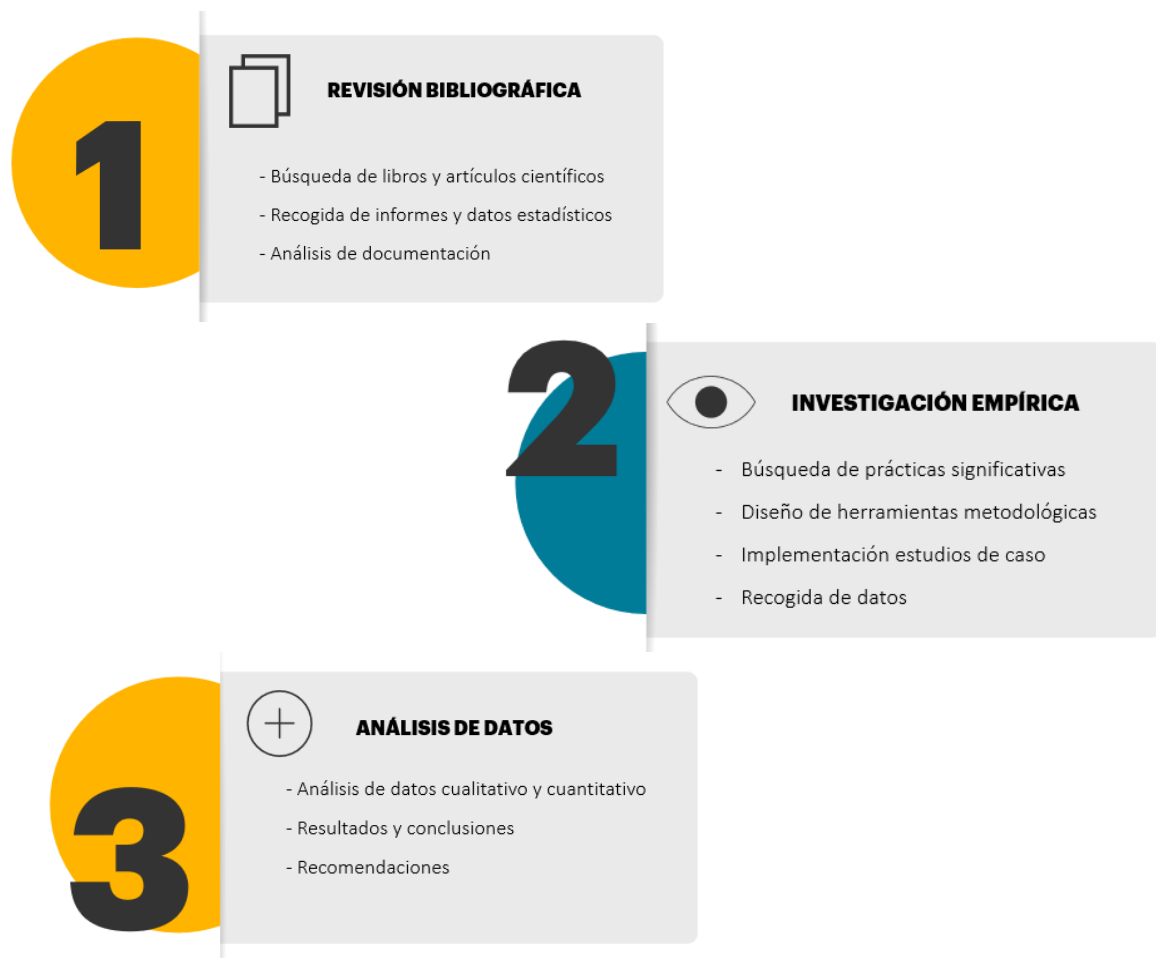 1
REVISIÓN BIBLIOGRÁFICA
- Búsqueda de libros y artículos científicos
- Recogida de informes y datos estadísticos
- Análisis de documentación
2
INVESTIGACIÓN EMPÍRICA
- Búsqueda de prácticas significativas
- Diseño de herramientas metodológicas
- Implementación estudios de caso
- Recogida de datos
3
ANÁLISIS DE DATOS
- Análisis de datos cualitativo y cuantitativo
- Resultados y conclusiones
- Recomendaciones